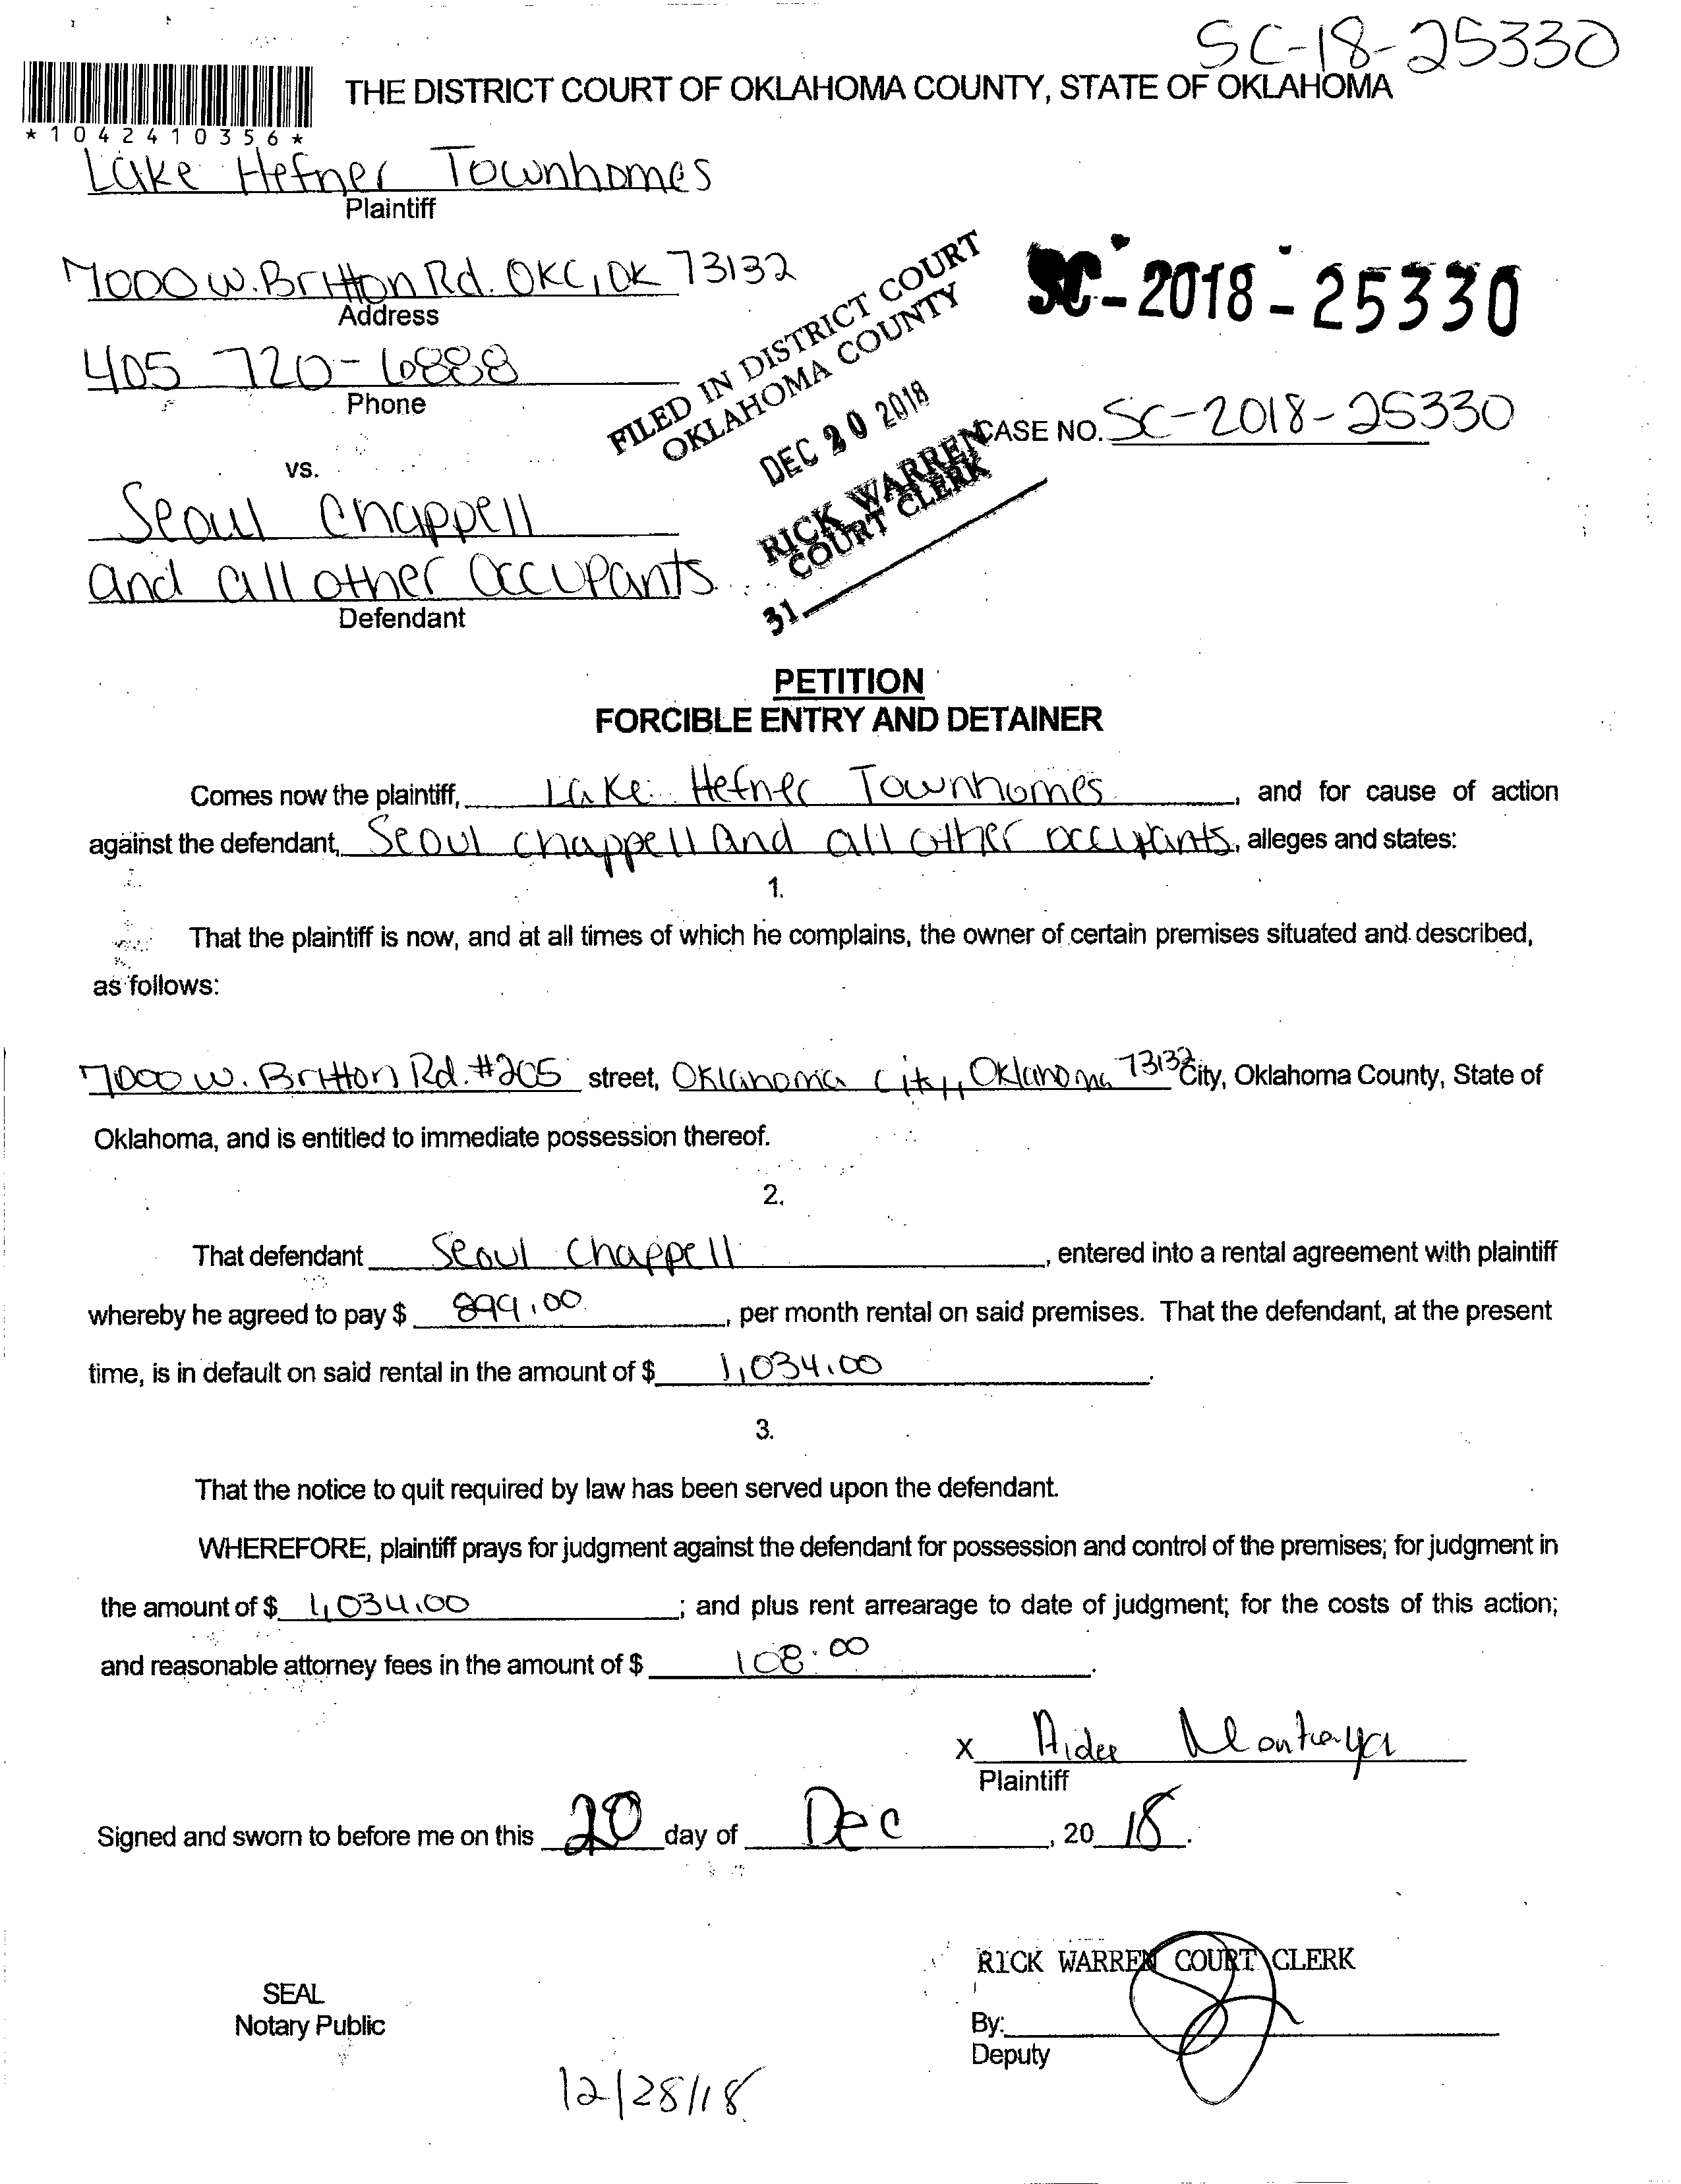 SC-18-25330
THE DISTRICT COURT OF OKLAHOMA COUNTY, STATE OF OKLAHOMA
*1042410356*
Lake Hefner Townhomes
Plaintiff
7000 W. Britton Rd. OKC, OK 73132
Address
405 720-6888
Phone
FILED IN DISTRICT COURT
OKLAHOMA COUNTY
DEC 20 2018
RICK WARREN
COURT CLERK
31
SC-2018-25330
CASE NO. SC-2018-25330
vs.
Seoul Chappell
and all other occupants
Defendant
PETITION
FORCIBLE ENTRY AND DETAINER
Comes now the plaintiff, Lake Hefner Townhomes, and for cause of action
against the defendant, Seoul Chappell and all other occupants, alleges and states:
1.
That the plaintiff is now, and at all times of which he complains, the owner of certain premises situated and described,
as follows:
7000 W. Britton Rd. #205 street, Oklahoma City, Oklahoma 73132 City, Oklahoma County, State of
Oklahoma, and is entitled to immediate possession thereof.
2.
That defendant Seoul Chappell, entered into a rental agreement with plaintiff
whereby he agreed to pay $ 899.00, per month rental on said premises. That the defendant, at the present
time, is in default on said rental in the amount of $ 1,034.00.
3.
That the notice to quit required by law has been served upon the defendant.
WHEREFORE, plaintiff prays for judgment against the defendant for possession and control of the premises; for judgment in
the amount of $ 1,034.00; and plus rent arrearage to date of judgment; for the costs of this action;
and reasonable attorney fees in the amount of $ 108.00.
X Aidee Montoya
Plaintiff
Signed and sworn to before me on this 20 day of Dec, 20 18.
RICK WARREN COURT CLERK
SEAL
Notary Public
By:
Deputy
12/28/18